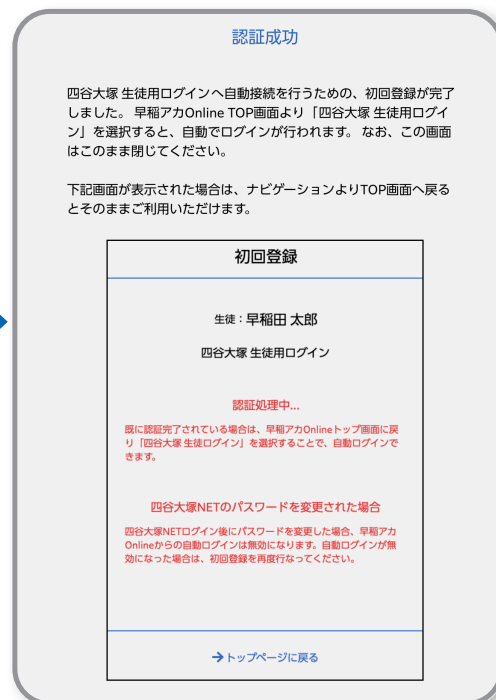 認証成功
四谷大塚 生徒用ログインへ自動接続を行うための、初回登録が完了
しました。 早稲アカOnline TOP画面より「四谷大塚 生徒用ログイ
ン」を選択すると、自動でログインが行われます。 なお、この画面
はこのまま閉じてください。
下記画面が表示された場合は、ナビゲーションよりTOP画面へ戻る
とそのままご利用いただけます。
初回登録
生徒：早稲田 太郎
四谷大塚 生徒用ログイン
認証処理中...
既に認証完了されている場合は、早稲アカOnlineトップ画面に戻
り「四谷大塚 生徒ログイン」を選択することで、自動ログインで
きます。
四谷大塚NETのパスワードを変更された場合
四谷大塚NETログイン後にパスワードを変更した場合、早稲アカ
Onlineからの自動ログインは無効になります。自動ログインが無
効になった場合は、初回登録を再度行なってください。
→トップページに戻る